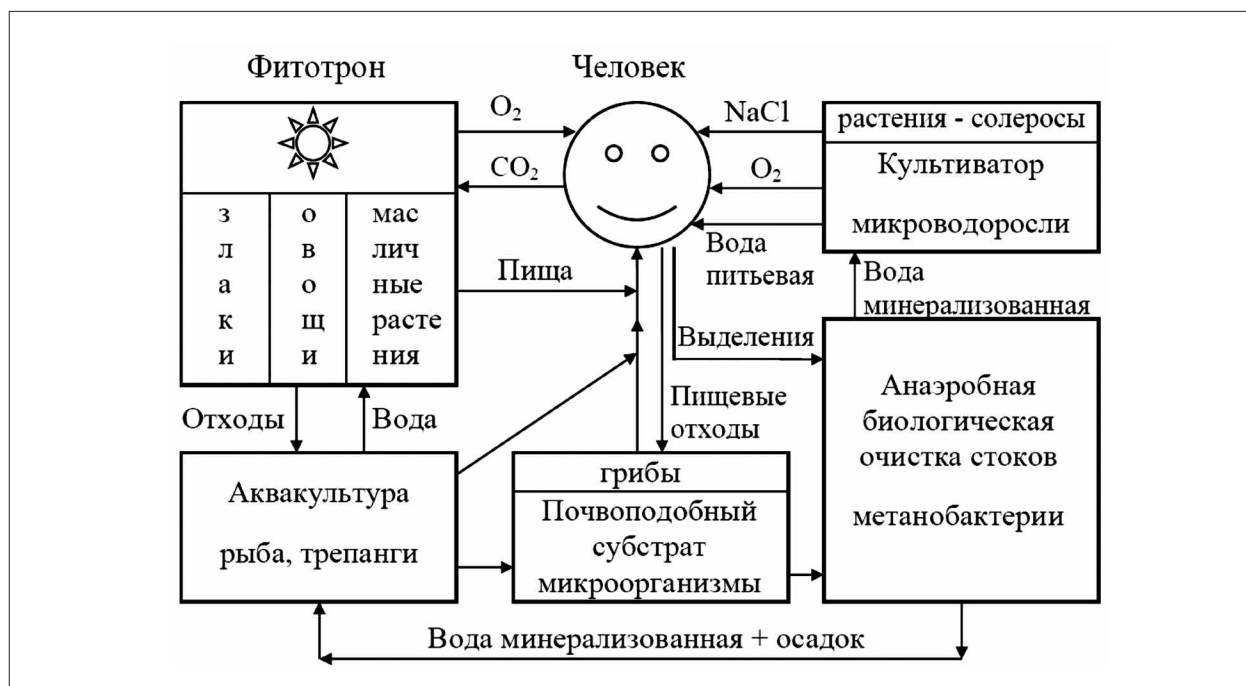 Фитотрон
Человек
O₂
NaCl
растения - солеросы
CO₂
O₂
Культиватор
микроводоросли
злаки
овощи
мас
лич
ные
расте
ния
Вода
питьевая
Вода
минерализованная
Пища
Выделения
Отходы
Вода
Пищевые
отходы
Анаэробная
биологическая
очистка стоков
метанобактерии
Аквакультура
рыба, трепанги
грибы
Почвоподобный
субстрат
микроорганизмы
Вода минерализованная + осадок